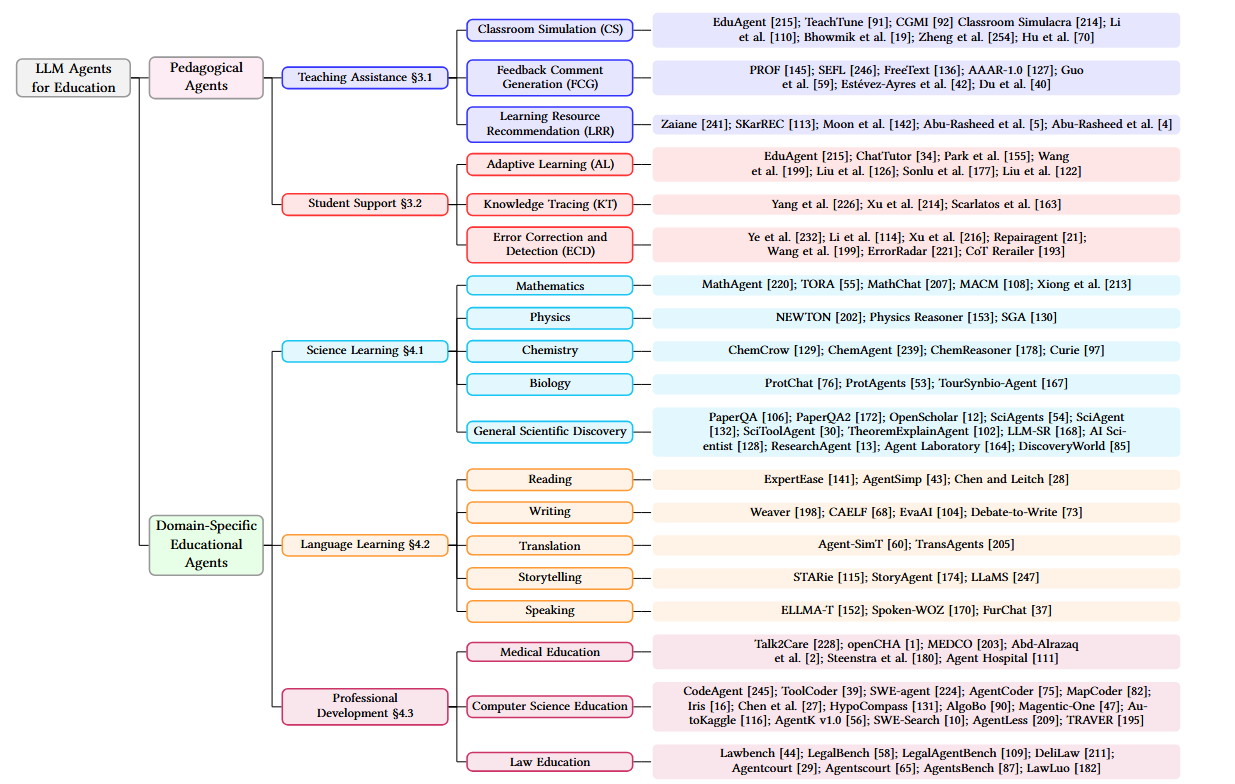 LLM Agents
for Education
Pedagogical
Agents
Teaching Assistance §3.1
Classroom Simulation (CS)
EduAgent [215]; TeachTune [91]; CGMI [92] Classroom Simulacra [214]; Li
et al. [110]; Bhowmik et al. [19]; Zheng et al. [254]; Hu et al. [70]
Feedback Comment
Generation (FCG)
PROF [145]; SEFL [246]; FreeText [136]; AAAR-1.0 [127]; Guo
et al. [59]; Estévez-Ayres et al. [42]; Du et al. [40]
Learning Resource
Recommendation (LRR)
Zaiane [241]; SKarREC [113]; Moon et al. [142]; Abu-Rasheed et al. [5]; Abu-Rasheed et al. [4]
Student Support §3.2
Adaptive Learning (AL)
EduAgent [215]; ChatTutor [34]; Park et al. [155]; Wang
et al. [199]; Liu et al. [126]; Sonlu et al. [177]; Liu et al. [122]
Knowledge Tracing (KT)
Yang et al. [226]; Xu et al. [214]; Scarlatos et al. [163]
Error Correction and
Detection (ECD)
Ye et al. [232]; Li et al. [114]; Xu et al. [216]; Repairagent [21];
Wang et al. [199]; ErrorRadar [221]; CoT Rerailer [193]
Domain-Specific
Educational
Agents
Science Learning §4.1
Mathematics
MathAgent [220]; TORA [55]; MathChat [207]; MACM [108]; Xiong et al. [213]
Physics
NEWTON [202]; Physics Reasoner [153]; SGA [130]
Chemistry
ChemCrow [129]; ChemAgent [239]; ChemReasoner [178]; Curie [97]
Biology
ProtChat [76]; ProtAgents [53]; TourSynbio-Agent [167]
General Scientific Discovery
PaperQA [106]; PaperQA2 [172]; OpenScholar [12]; SciAgents [54]; SciAgent
[132]; SciToolAgent [30]; TheoremExplainAgent [102]; LLM-SR [168]; AI Sci-
entist [128]; ResearchAgent [13]; Agent Laboratory [164]; DiscoveryWorld [85]
Language Learning §4.2
Reading
ExpertEase [141]; AgentSimp [43]; Chen and Leitch [28]
Writing
Weaver [198]; CAELF [68]; EvaAI [104]; Debate-to-Write [73]
Translation
Agent-SimT [60]; TransAgents [205]
Storytelling
STARie [115]; StoryAgent [174]; LLaMS [247]
Speaking
ELLMA-T [152]; Spoken-WOZ [170]; FurChat [37]
Professional
Development §4.3
Medical Education
Talk2Care [228]; openCHA [1]; MEDCO [203]; Abd-Alrazaq
et al. [2]; Steenstra et al. [180]; Agent Hospital [111]
Computer Science Education
CodeAgent [245]; ToolCoder [39]; SWE-agent [224]; AgentCoder [75]; MapCoder [82];
Iris [16]; Chen et al. [27]; HypoCompass [131]; AlgoBo [90]; Magentic-One [47]; Au-
toKaggle [116]; AgentK v1.0 [56]; SWE-Search [10]; AgentLess [209]; TRAVER [195]
Law Education
Lawbench [44]; LegalBench [58]; LegalAgentBench [109]; DeliLaw [211];
Agentcourt [29]; Agentscourt [65]; AgentsBench [87]; LawLuo [182]